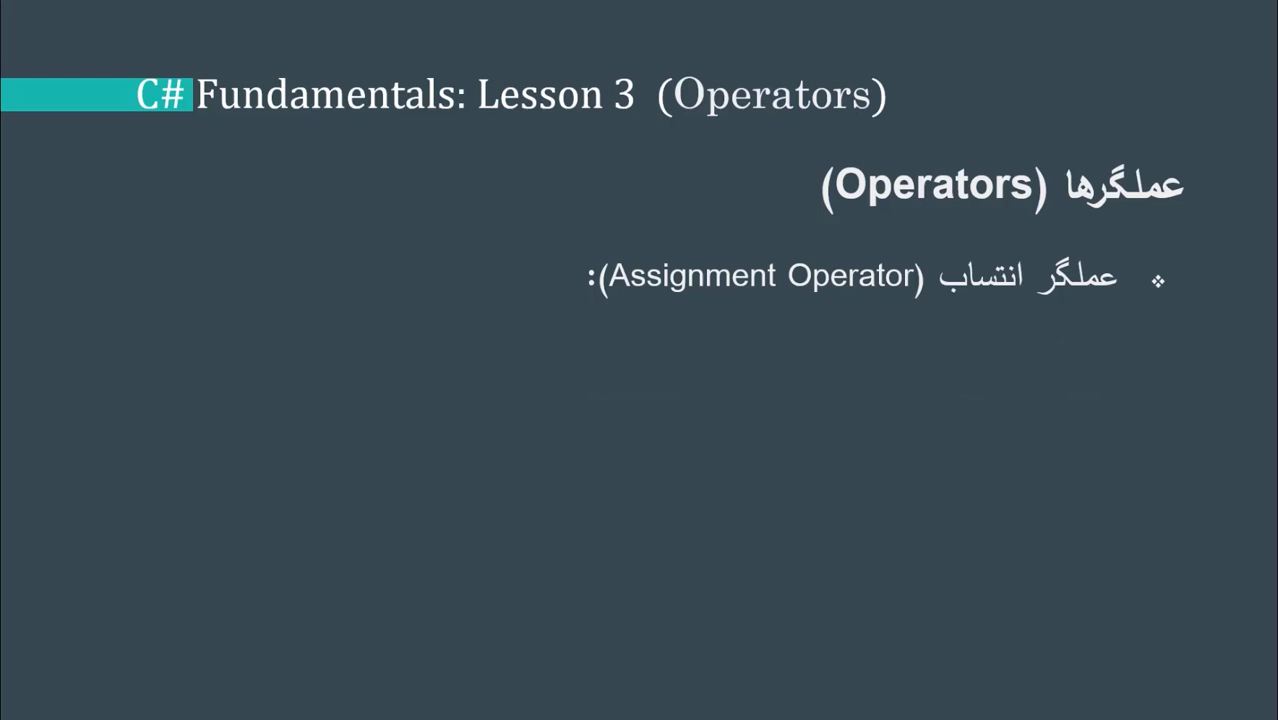 C# Fundamentals: Lesson 3 (Operators)
عملگرها (Operators)
❖ عملگر انتساب (Assignment Operator):